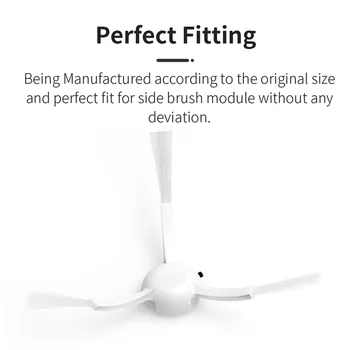 Perfect Fitting
Being Manufactured according to the original size
and perfect fit for side brush module without any
deviation.